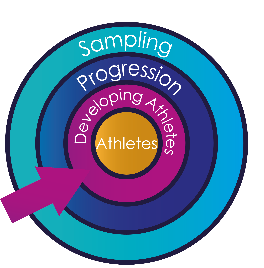 Sampling
Progression
Developing Athletes
Athletes